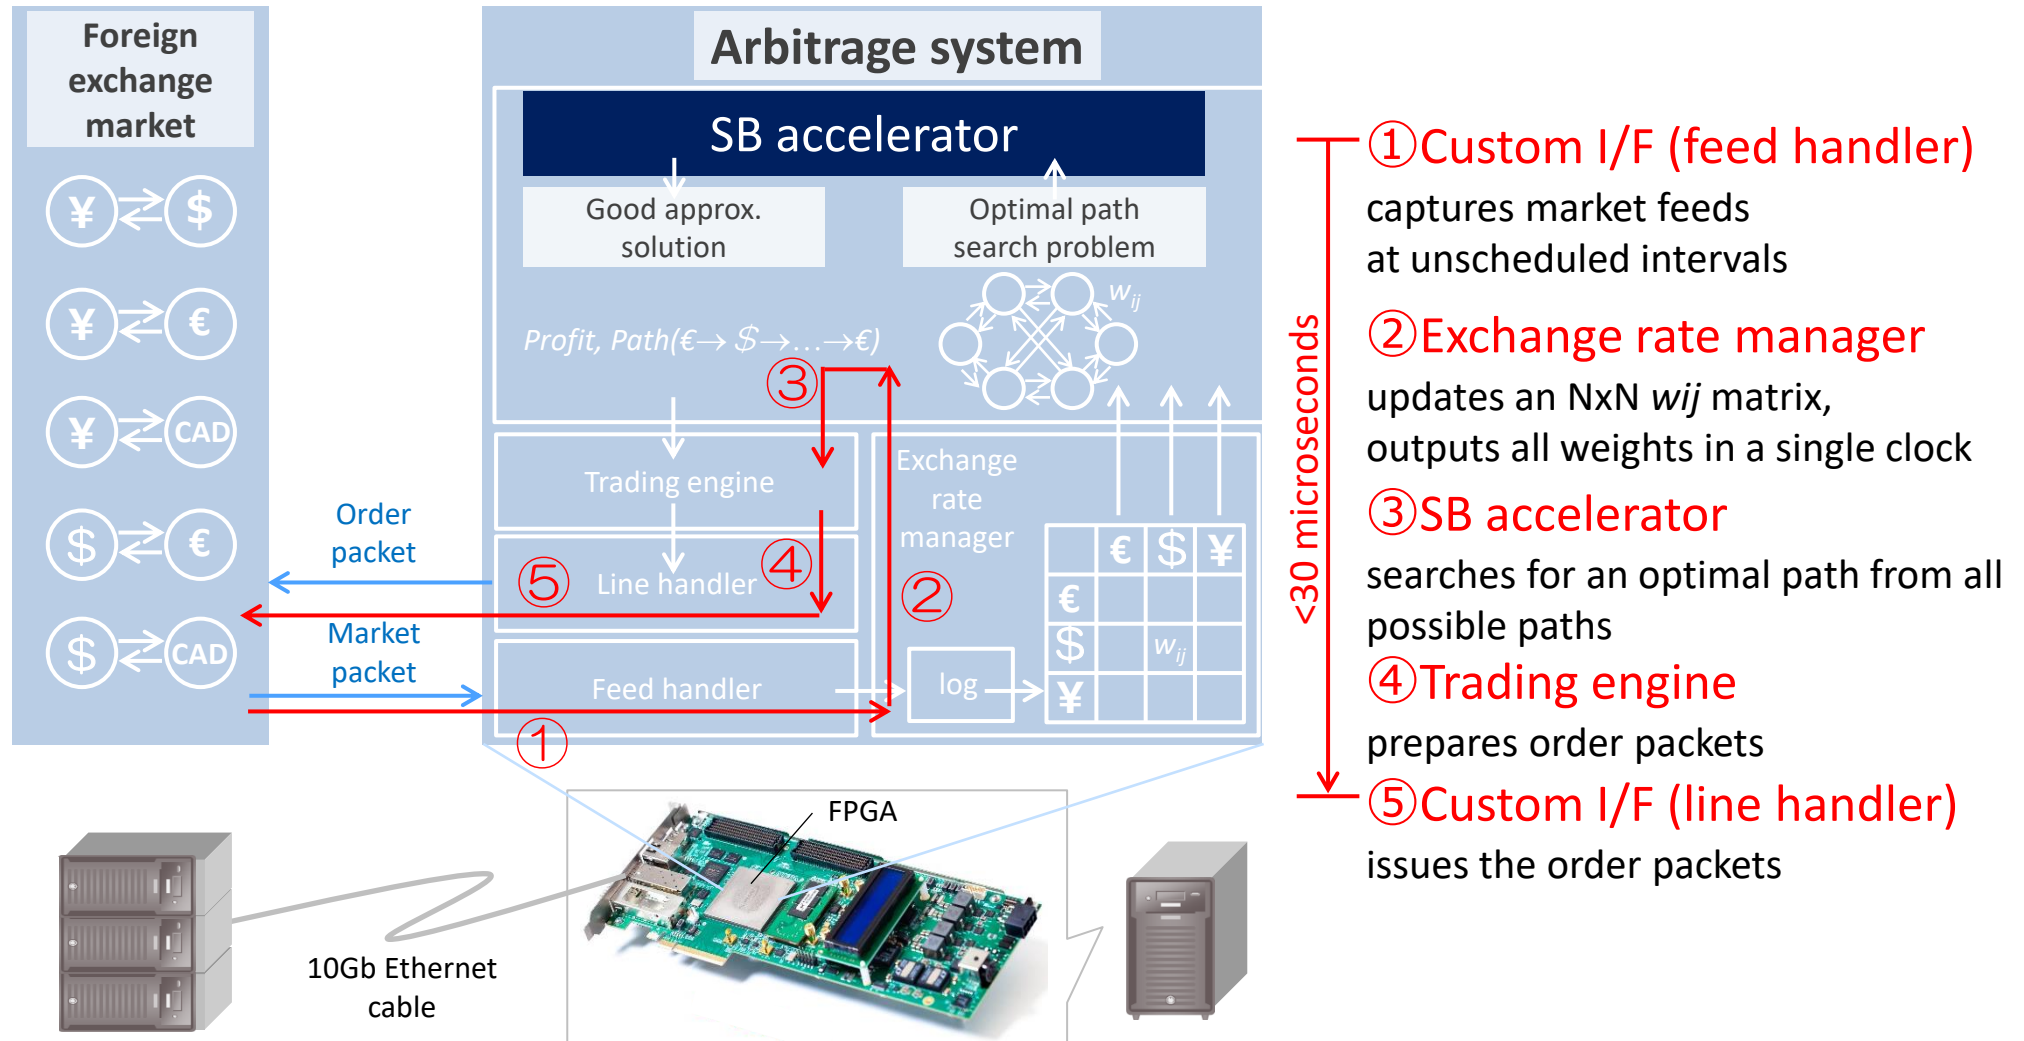 Foreign
exchange
market
¥ $
¥ €
¥ CAD
$ €
$ CAD
Order
packet
Market
packet
Arbitrage system
SB accelerator
Good approx.
solution
Optimal path
search problem
wij
Profit, Path(€→ $→…→€)
③
Trading engine
④
⑤
Line handler
Feed handler
①
Exchange
rate
manager
②
log
€ $ ¥
€
$ wij
¥
<30 microseconds
①Custom I/F (feed handler)
captures market feeds
at unscheduled intervals
②Exchange rate manager
updates an NxN wij matrix,
outputs all weights in a single clock
③SB accelerator
searches for an optimal path from all
possible paths
④Trading engine
prepares order packets
⑤Custom I/F (line handler)
issues the order packets
FPGA
10Gb Ethernet
cable